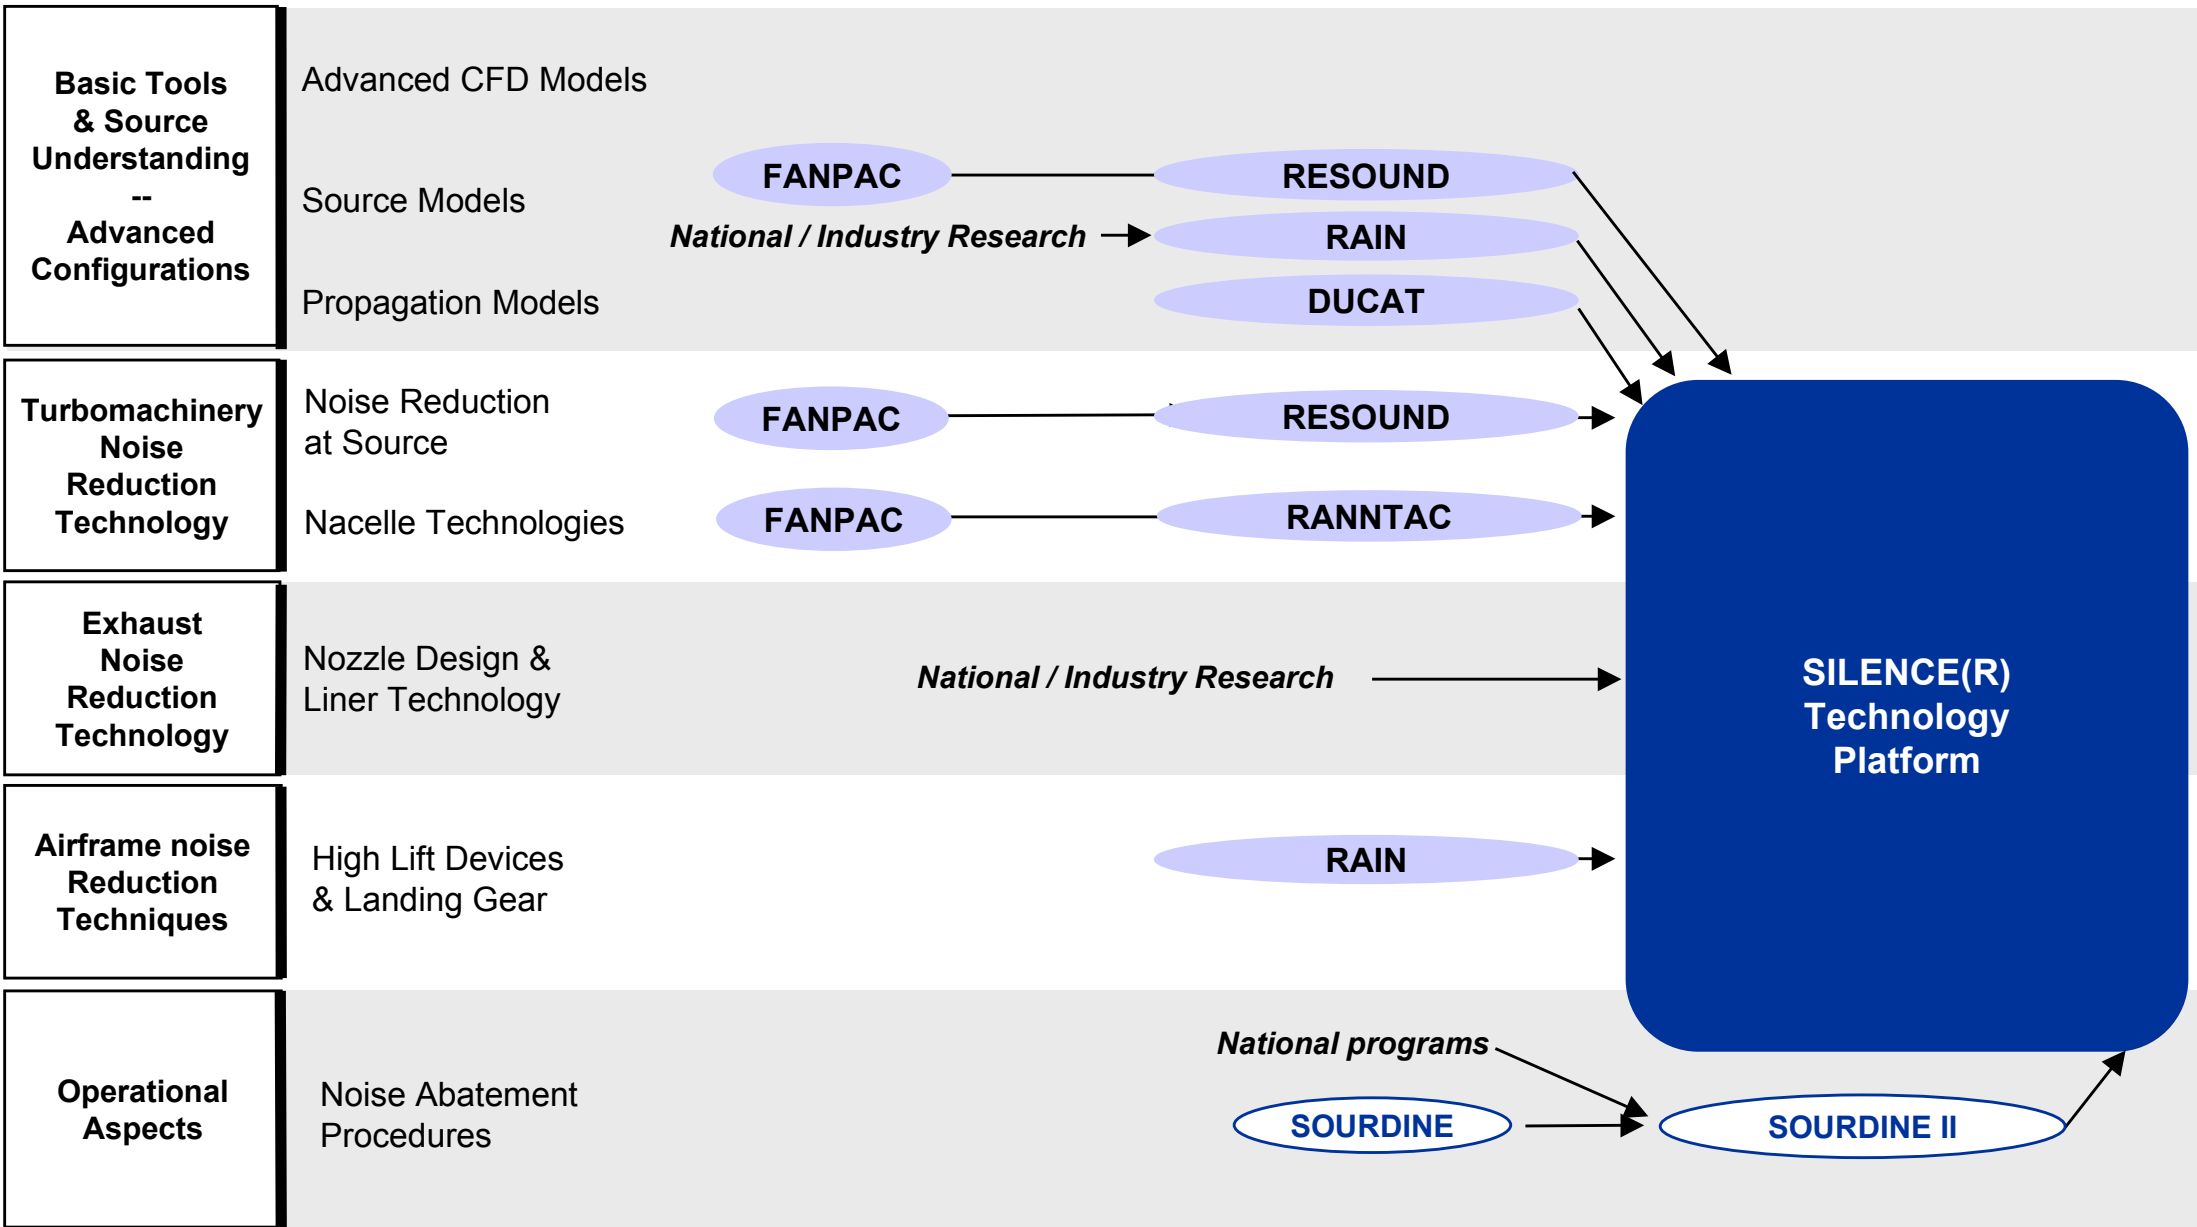 Basic Tools
& Source
Understanding
--
Advanced
Configurations
Advanced CFD Models
Source Models
Propagation Models
FANPAC
RESOUND
National / Industry Research
RAIN
DUCAT
Turbomachinery
Noise
Reduction
Technology
Noise Reduction
at Source
FANPAC
RESOUND
Nacelle Technologies
FANPAC
RANNTAC
Exhaust
Noise
Reduction
Technology
Nozzle Design &
Liner Technology
National / Industry Research
SILENCE(R)
Technology
Platform
Airframe noise
Reduction
Techniques
High Lift Devices
& Landing Gear
RAIN
Operational
Aspects
Noise Abatement
Procedures
National programs
SOURDINE
SOURDINE II